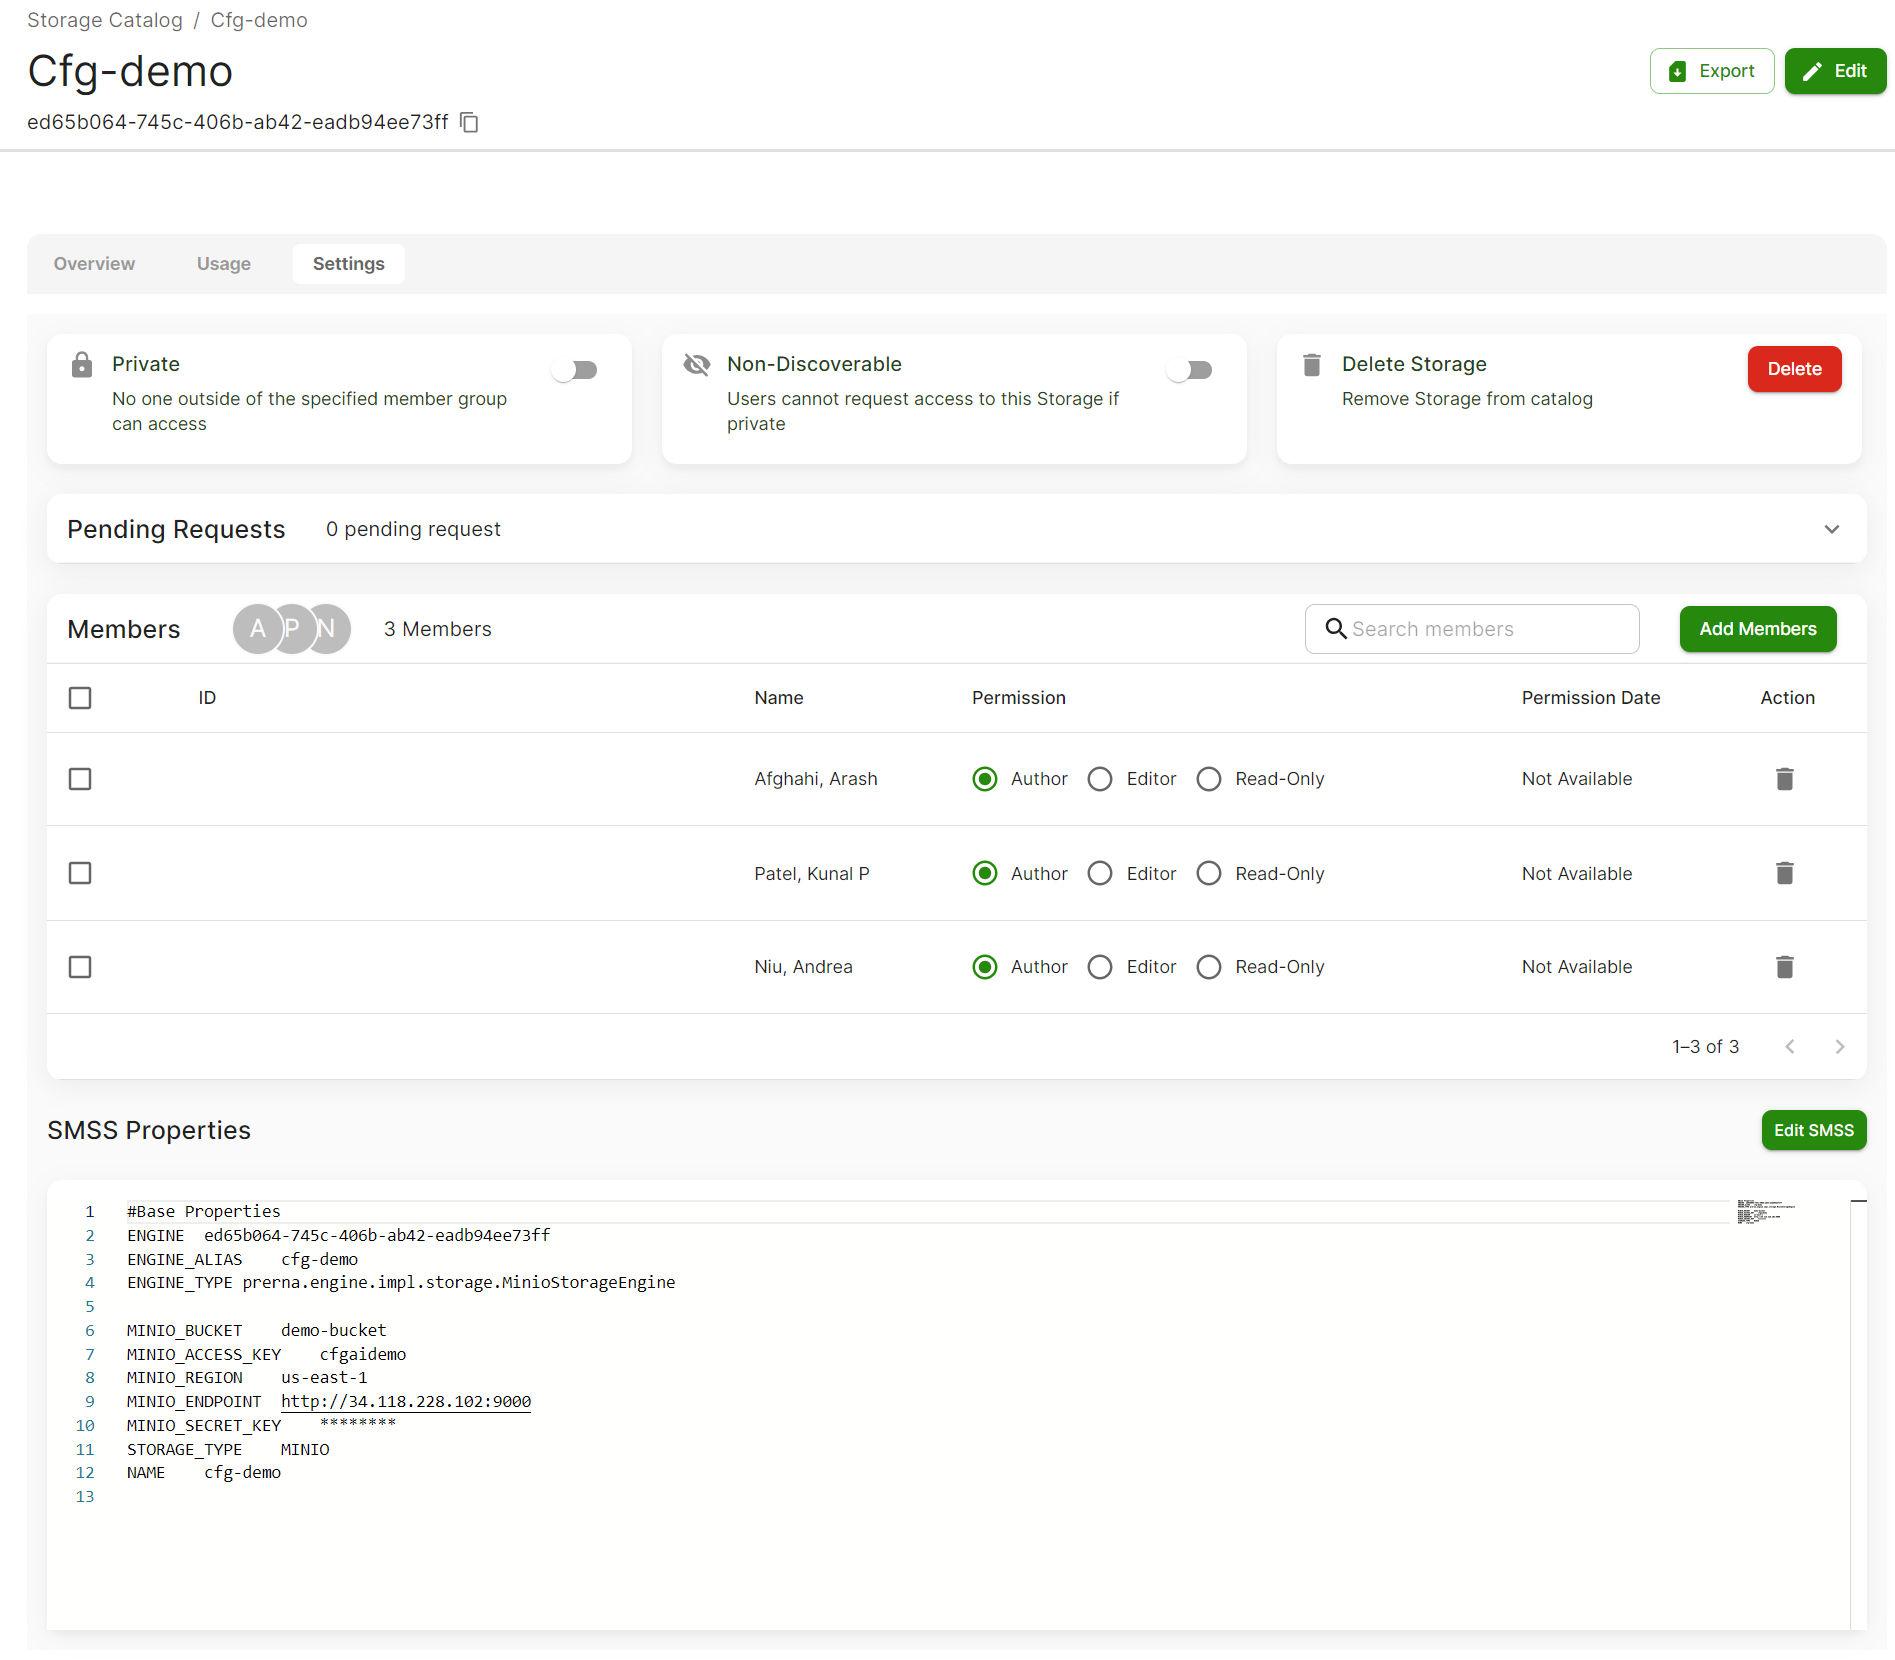 Storage Catalog / Cfg-demo
Cfg-demo
Export
Edit
ed65b064-745c-406b-ab42-eadb94ee73ff
Overview Usage Settings
Private
No one outside of the specified member group
can access
Non-Discoverable
Users cannot request access to this Storage if
private
Delete Storage
Remove Storage from catalog
Delete
Pending Requests 0 pending request
Members A P N 3 Members Search members Add Members
ID Name Permission Permission Date Action
Afghahi, Arash Author Editor Read-Only Not Available
Patel, Kunal P Author Editor Read-Only Not Available
Niu, Andrea Author Editor Read-Only Not Available
1–3 of 3
SMSS Properties Edit SMSS
1 #Base Properties
2 ENGINE ed65b064-745c-406b-ab42-eadb94ee73ff
3 ENGINE_ALIAS cfg-demo
4 ENGINE_TYPE prerna.engine.impl.storage.MinioStorageEngine
5
6 MINIO_BUCKET demo-bucket
7 MINIO_ACCESS_KEY cfgaidemo
8 MINIO_REGION us-east-1
9 MINIO_ENDPOINT http://34.118.228.102:9000
10 MINIO_SECRET_KEY ********
11 STORAGE_TYPE MINIO
12 NAME cfg-demo
13